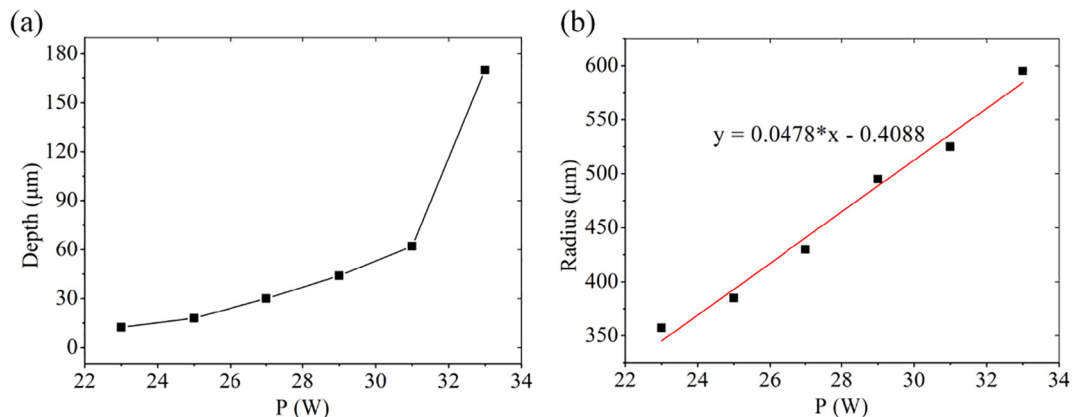 (a)
180
150
120
90
60
30
0
Depth (μm)
22 24 26 28 30 32 34
P (W)
(b)
600
550
500
450
400
350
Radius (μm)
y = 0.0478*x - 0.4088
22 24 26 28 30 32 34
P (W)